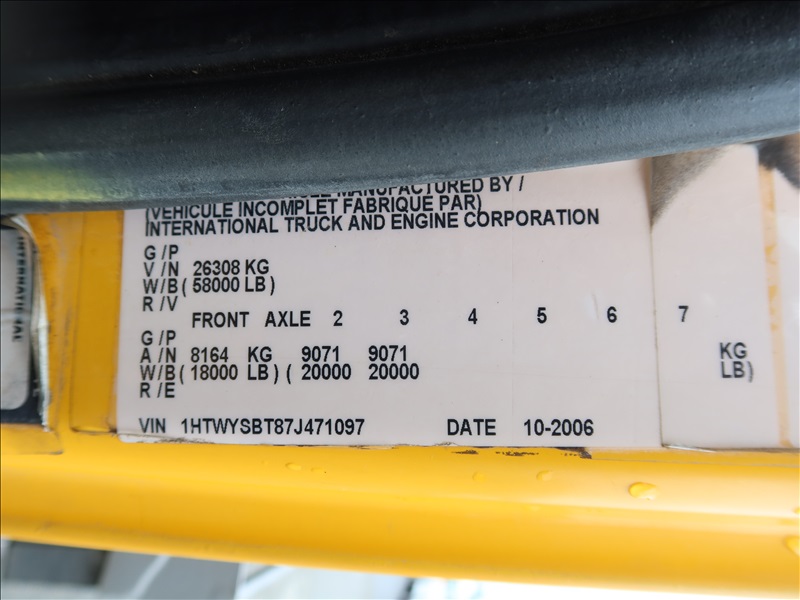 MANUFACTURED BY /
(VEHICULE INCOMPLET FABRIQUE PAR)
INTERNATIONAL TRUCK AND ENGINE CORPORATION
G / P
V / N 26308 KG
W/B ( 58000 LB )
R / V
FRONT AXLE 2 3 4 5 6 7
G / P
A / N 8164 KG 9071 9071 KG
W/B ( 18000 LB ) ( 20000 20000 LB)
R / E
VIN 1HTWYSBT87J471097 DATE 10-2006
INTERNATIONAL